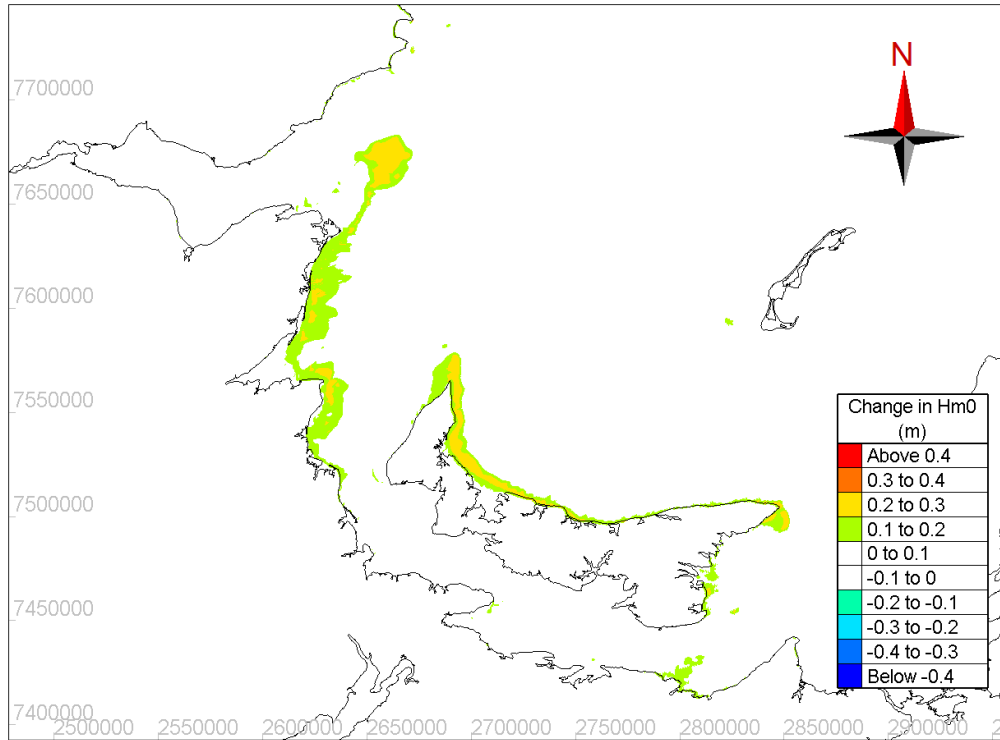 N
7700000
7650000
7600000
7550000
7500000
7450000
7400000
Change in Hm0
(m)
Above 0.4
0.3 to 0.4
0.2 to 0.3
0.1 to 0.2
0 to 0.1
-0.1 to 0
-0.2 to -0.1
-0.3 to -0.2
-0.4 to -0.3
Below -0.4
2500000 2550000 2600000 2650000 2700000 2750000 2800000 2850000 2900000